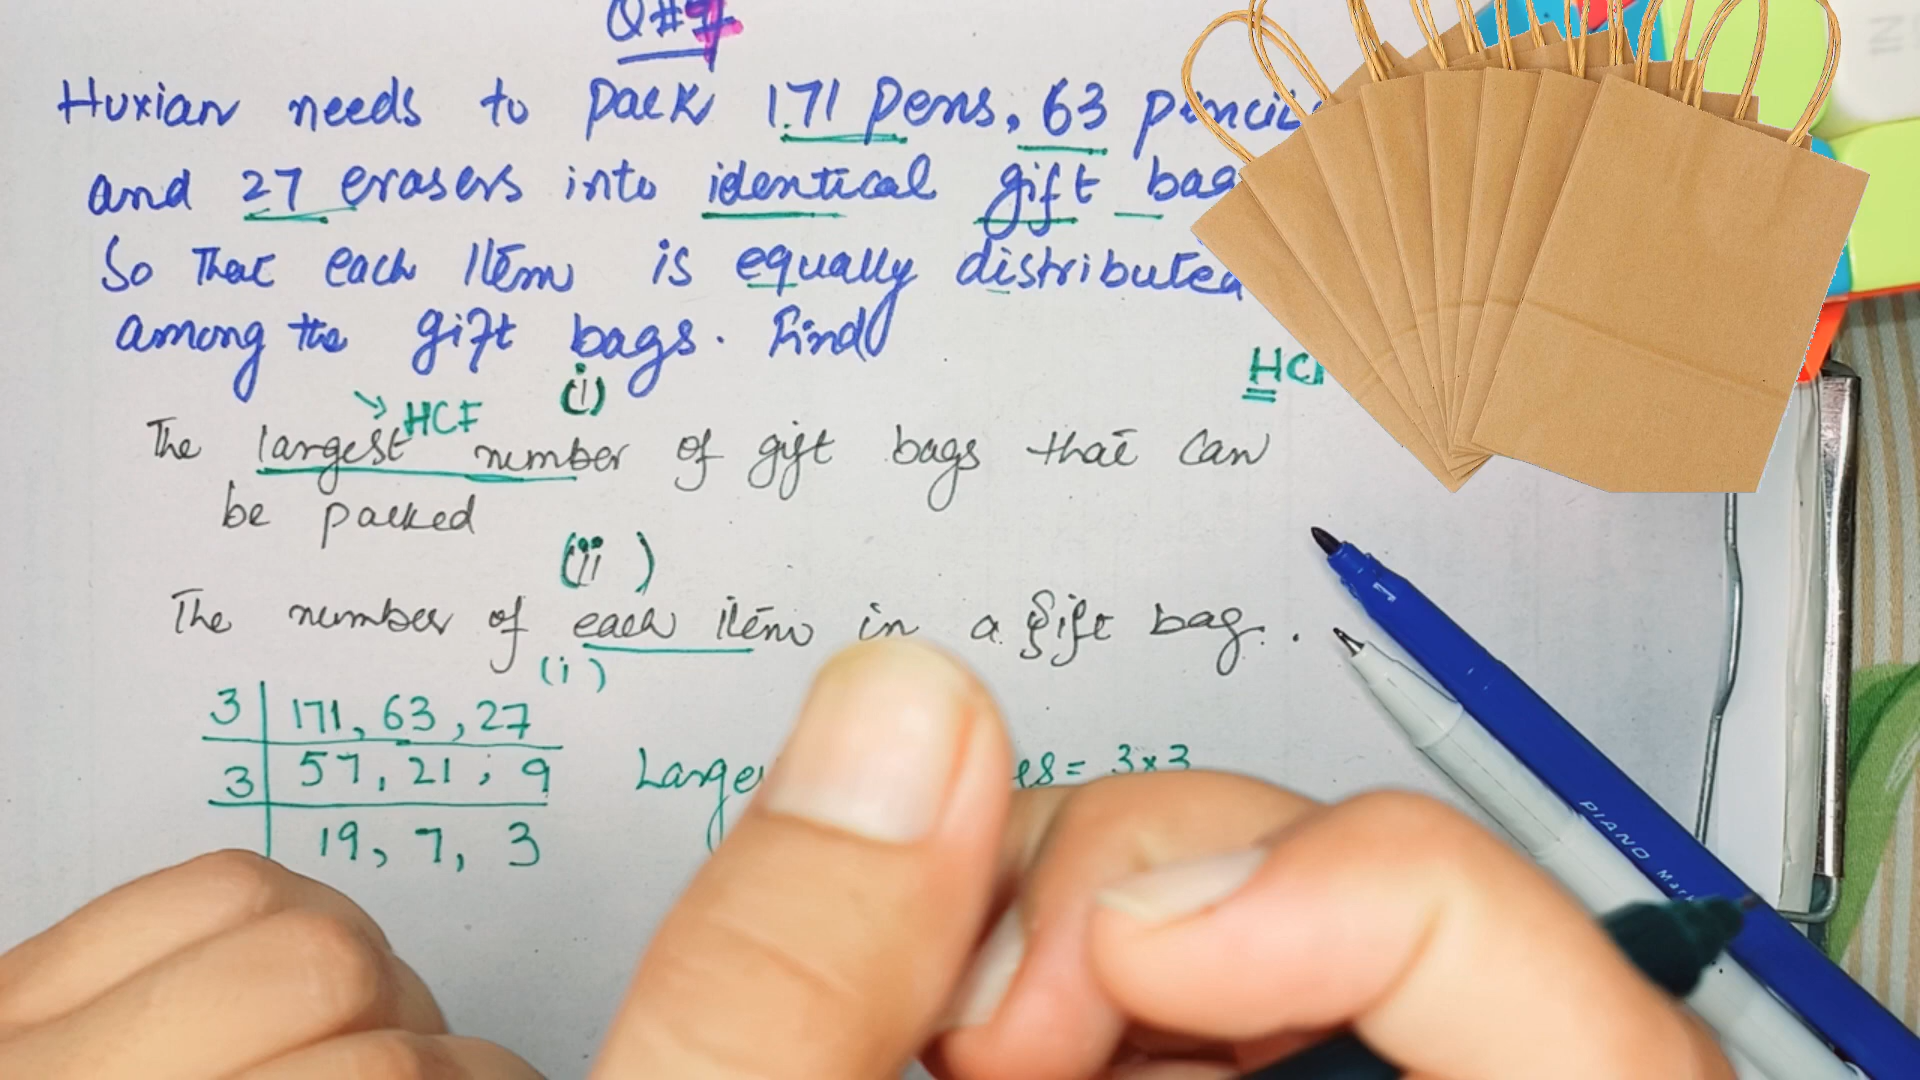 Q#7
Huxian needs to pack 171 pens, 63
and 27 erasers into identical gift
So that each Item is equally distributed
among the gift bags. Find
HCF (i)
The largest number of gift bags that can
be packed
(ii)
The number of each item in a gift bag.
(i)
3 | 171, 63, 27
3 | 57, 21, 9
19, 7, 3
= 3×3
PIANO